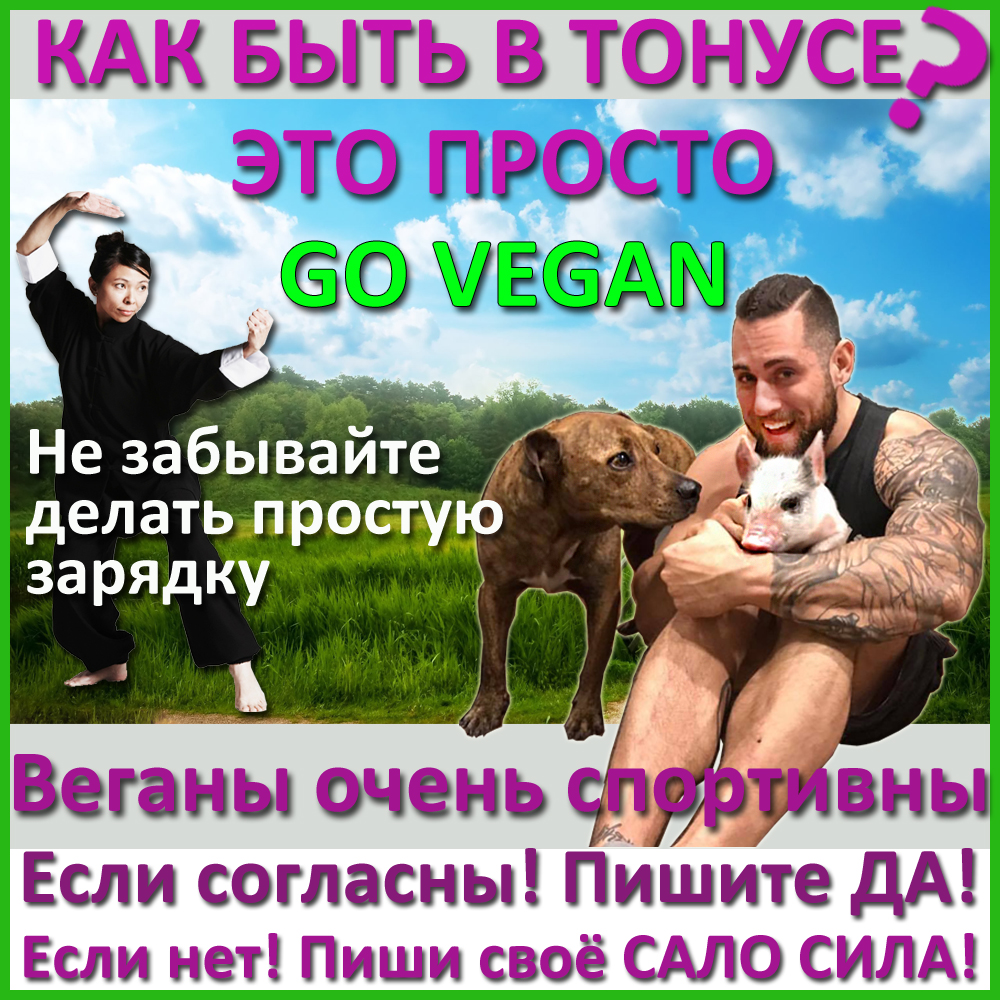 КАК БЫТЬ В ТОНУСЕ?
ЭТО ПРОСТО
GO VEGAN
Не забывайте
делать простую
зарядку
Веганы очень спортивны
Если согласны! Пишите ДА!
Если нет! Пиши своё САЛО СИЛА!